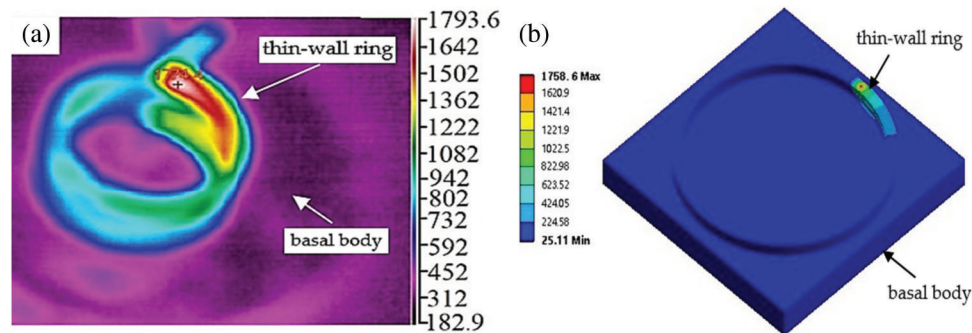 (a)
thin-wall ring
basal body
1793.6
1642
1502
1362
1222
1082
942
802
732
592
452
312
182.9
(b)
thin-wall ring
1758. 6 Max
1620.9
1421.4
1221.9
1022.5
822.98
623.52
424.05
224.58
25.11 Min
basal body